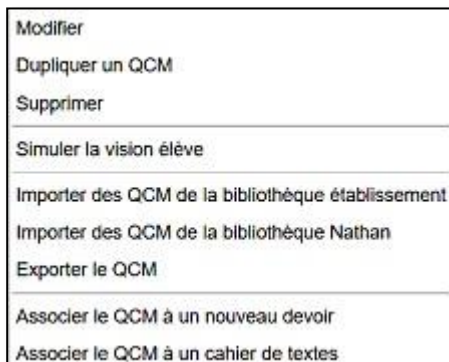 Modifier
Dupliquer un QCM
Supprimer
Simuler la vision élève
Importer des QCM de la bibliothèque établissement
Importer des QCM de la bibliothèque Nathan
Exporter le QCM
Associer le QCM à un nouveau devoir
Associer le QCM à un cahier de textes